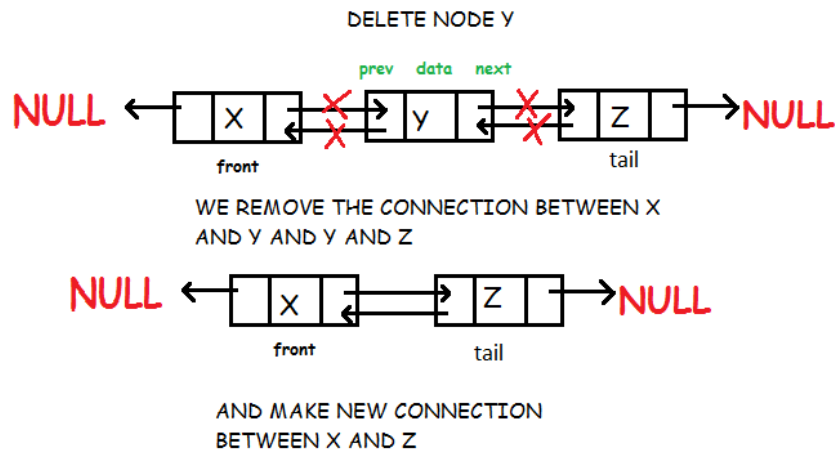 DELETE NODE Y
prev data next
NULL X Y Z NULL
front tail
WE REMOVE THE CONNECTION BETWEEN X
AND Y AND Y AND Z
NULL X Z NULL
front tail
AND MAKE NEW CONNECTION
BETWEEN X AND Z